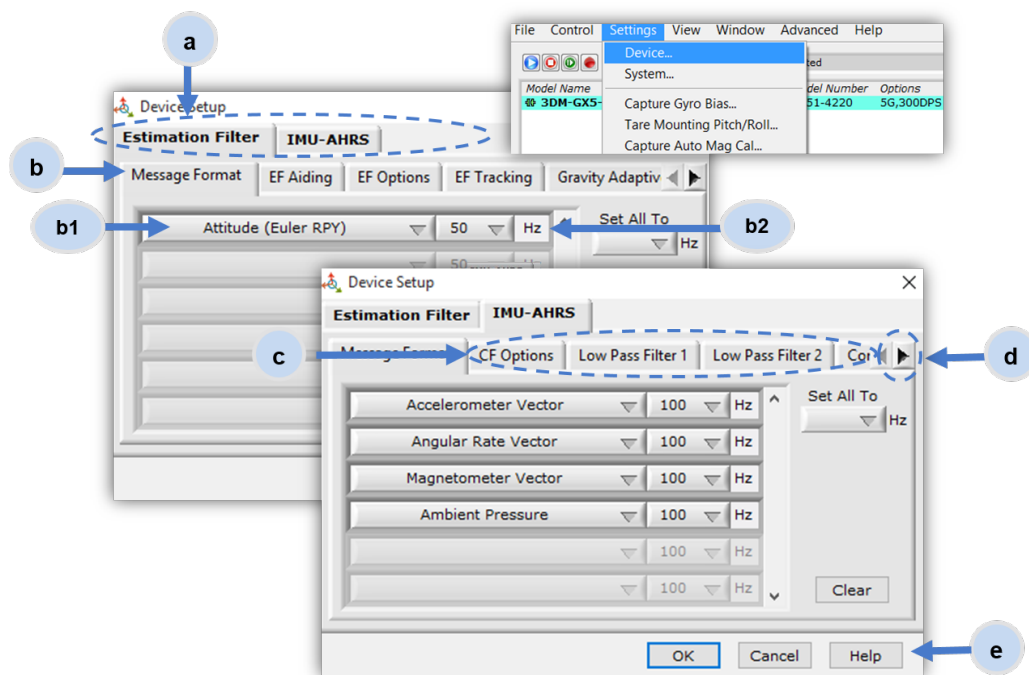 a
File Control Settings View Window Advanced Help
Device...
System...
Model Name
Model Number Options
3DM-GX5-
51-4220 5G,300DPS
Capture Gyro Bias...
Tare Mounting Pitch/Roll...
Capture Auto Mag Cal...
Device Setup
Estimation Filter IMU-AHRS
b
Message Format EF Aiding EF Options EF Tracking Gravity Adaptiv
b1
Attitude (Euler RPY) 50 Hz
b2
Set All To
Hz
50
Device Setup
Estimation Filter IMU-AHRS
c
Message Format CF Options Low Pass Filter 1 Low Pass Filter 2
d
Accelerometer Vector 100 Hz
Angular Rate Vector 100 Hz
Magnetometer Vector 100 Hz
Ambient Pressure 100 Hz
100 Hz
100 Hz
Set All To
Hz
Clear
OK Cancel Help
e